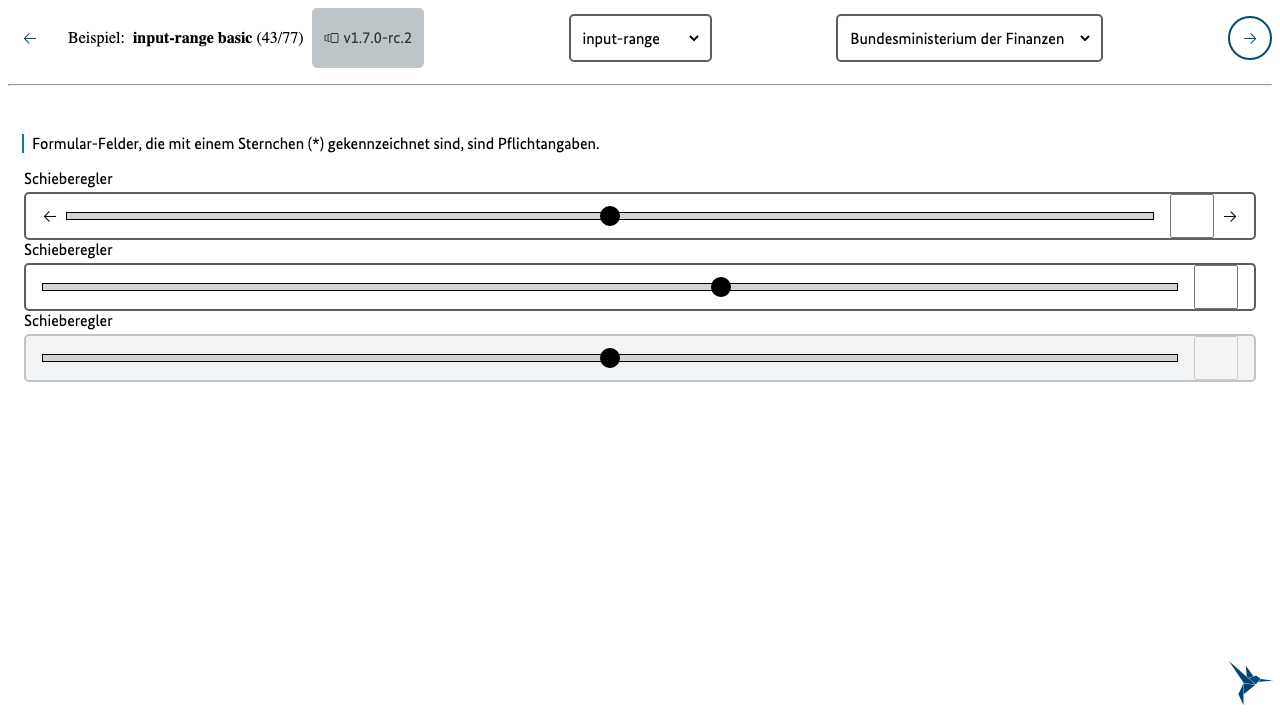 Beispiel: input-range basic (43/77) v1.7.0-rc.2 input-range Bundesministerium der Finanzen
Formular-Felder, die mit einem Sternchen (*) gekennzeichnet sind, sind Pflichtangaben.
Schieberegler
Schieberegler
Schieberegler